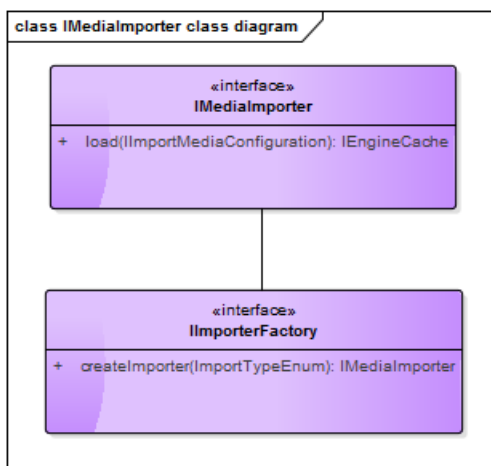 class IMediaImporter class diagram
«interface»
IMediaImporter
+ load(IImportMediaConfiguration): IEngineCache
«interface»
IImporterFactory
+ createImporter(ImportTypeEnum): IMediaImporter